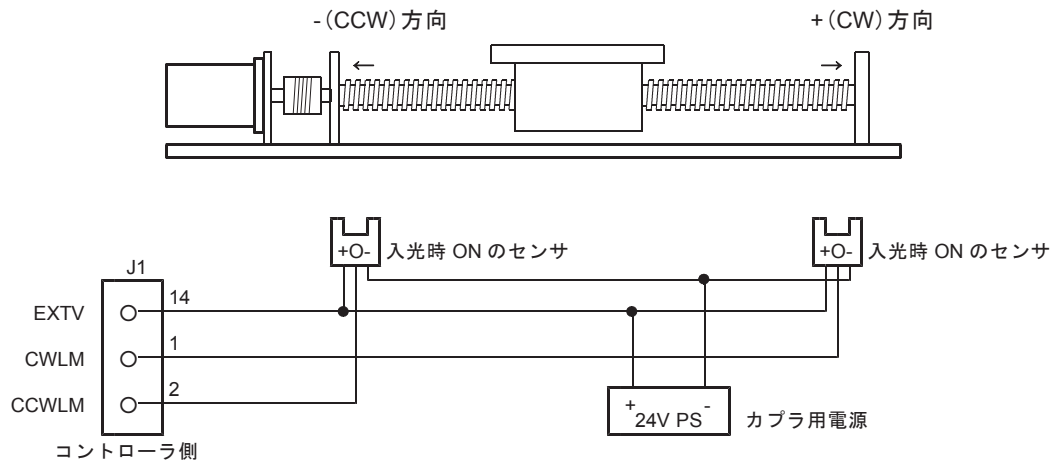 -(CCW)方向
+(CW)方向
+O-
入光時 ON のセンサ
+O-
入光時 ON のセンサ
J1
EXTV
14
CWLM
1
CCWLM
2
+ -
24V PS
カプラ用電源
コントローラ側